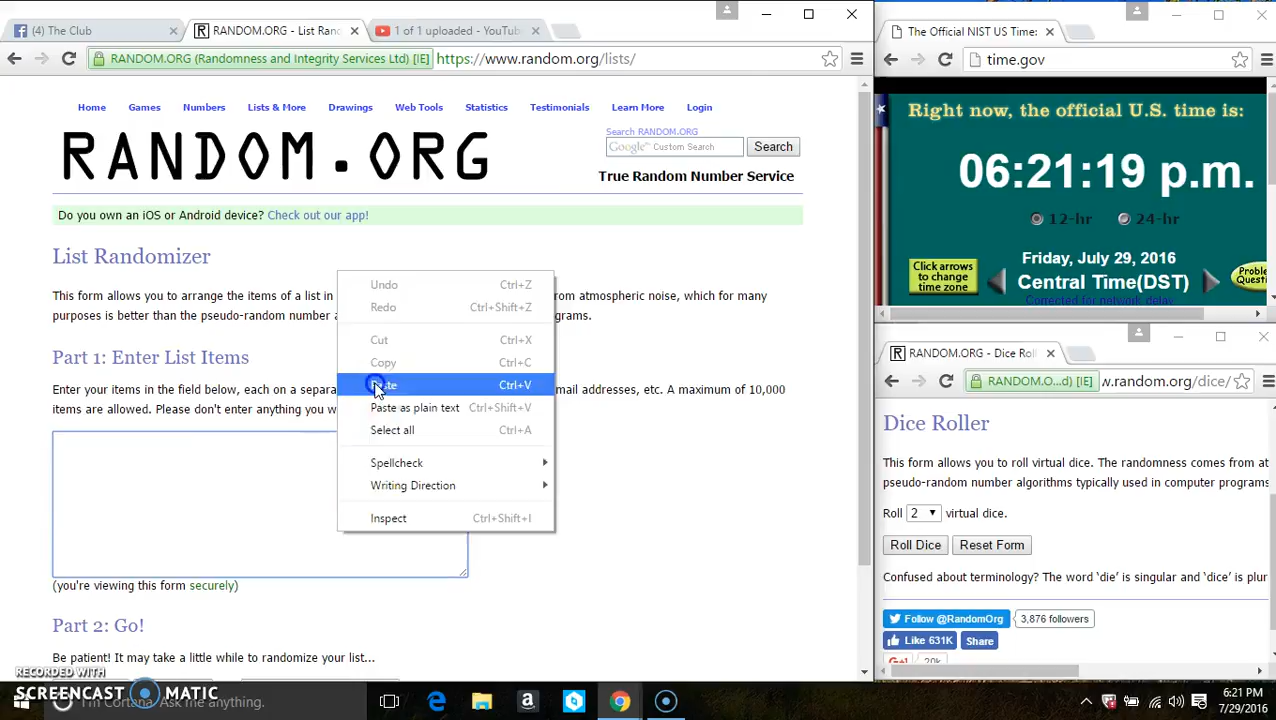 (4) The Club
RANDOM.ORG - List Ran
1 of 1 uploaded - YouTub
RANDOM.ORG (Randomness and Integrity Services Ltd) [IE]
https://www.random.org/lists/
Home Games Numbers Lists & More Drawings Web Tools Statistics Testimonials Learn More Login
RANDOM.ORG
Search RANDOM.ORG
Google Custom Search
Search
True Random Number Service
Do you own an iOS or Android device? Check out our app!
List Randomizer
This form allows you to arrange the items of a list in
om atmospheric noise, which for many
purposes is better than the pseudo-random number a
grams.
Part 1: Enter List Items
Enter your items in the field below, each on a separa
mail addresses, etc. A maximum of 10,000
items are allowed. Please don't enter anything you w
(you're viewing this form securely)
Part 2: Go!
Be patient! It may take a little while to randomize your list...
Undo Ctrl+Z
Redo Ctrl+Shift+Z
Cut Ctrl+X
Copy Ctrl+C
Paste Ctrl+V
Paste as plain text Ctrl+Shift+V
Select all Ctrl+A
Spellcheck
Writing Direction
Inspect Ctrl+Shift+I
The Official NIST US Time:
time.gov
Right now, the official U.S. time is:
06:21:19 p.m.
12-hr 24-hr
Click arrows
to change
time zone
Friday, July 29, 2016
Central Time(DST)
Corrected for network delay
Proble
Questi
RANDOM.ORG - Dice Roll
RANDOM.O...d) [IE]
w.random.org/dice/
Dice Roller
This form allows you to roll virtual dice. The randomness comes from at
pseudo-random number algorithms typically used in computer programs
Roll 2 virtual dice.
Roll Dice
Reset Form
Confused about terminology? The word 'die' is singular and 'dice' is plur
Follow @RandomOrg
3,876 followers
Like 631K
Share
20k
RECORDED WITH
SCREENCAST MATIC
I'm Cortana. Ask me anything.
6:21 PM
7/29/2016